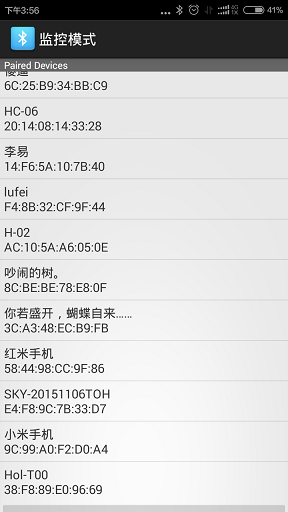 下午3:56
... 4G 1X 41%
监控模式
Paired Devices
6C:25:B9:34:BB:C9
HC-06
20:14:08:14:33:28
李易
14:F6:5A:10:7B:40
lufei
F4:8B:32:CF:9F:44
H-02
AC:10:5A:A6:05:0E
吵闹的树。
8C:BE:BE:78:E8:0F
你若盛开，蝴蝶自来......
3C:A3:48:EC:B9:FB
红米手机
58:44:98:CC:9F:86
SKY-20151106TOH
E4:F8:9C:7B:33:D7
小米手机
9C:99:A0:F2:D0:A4
Hol-T00
38:F8:89:E0:96:69